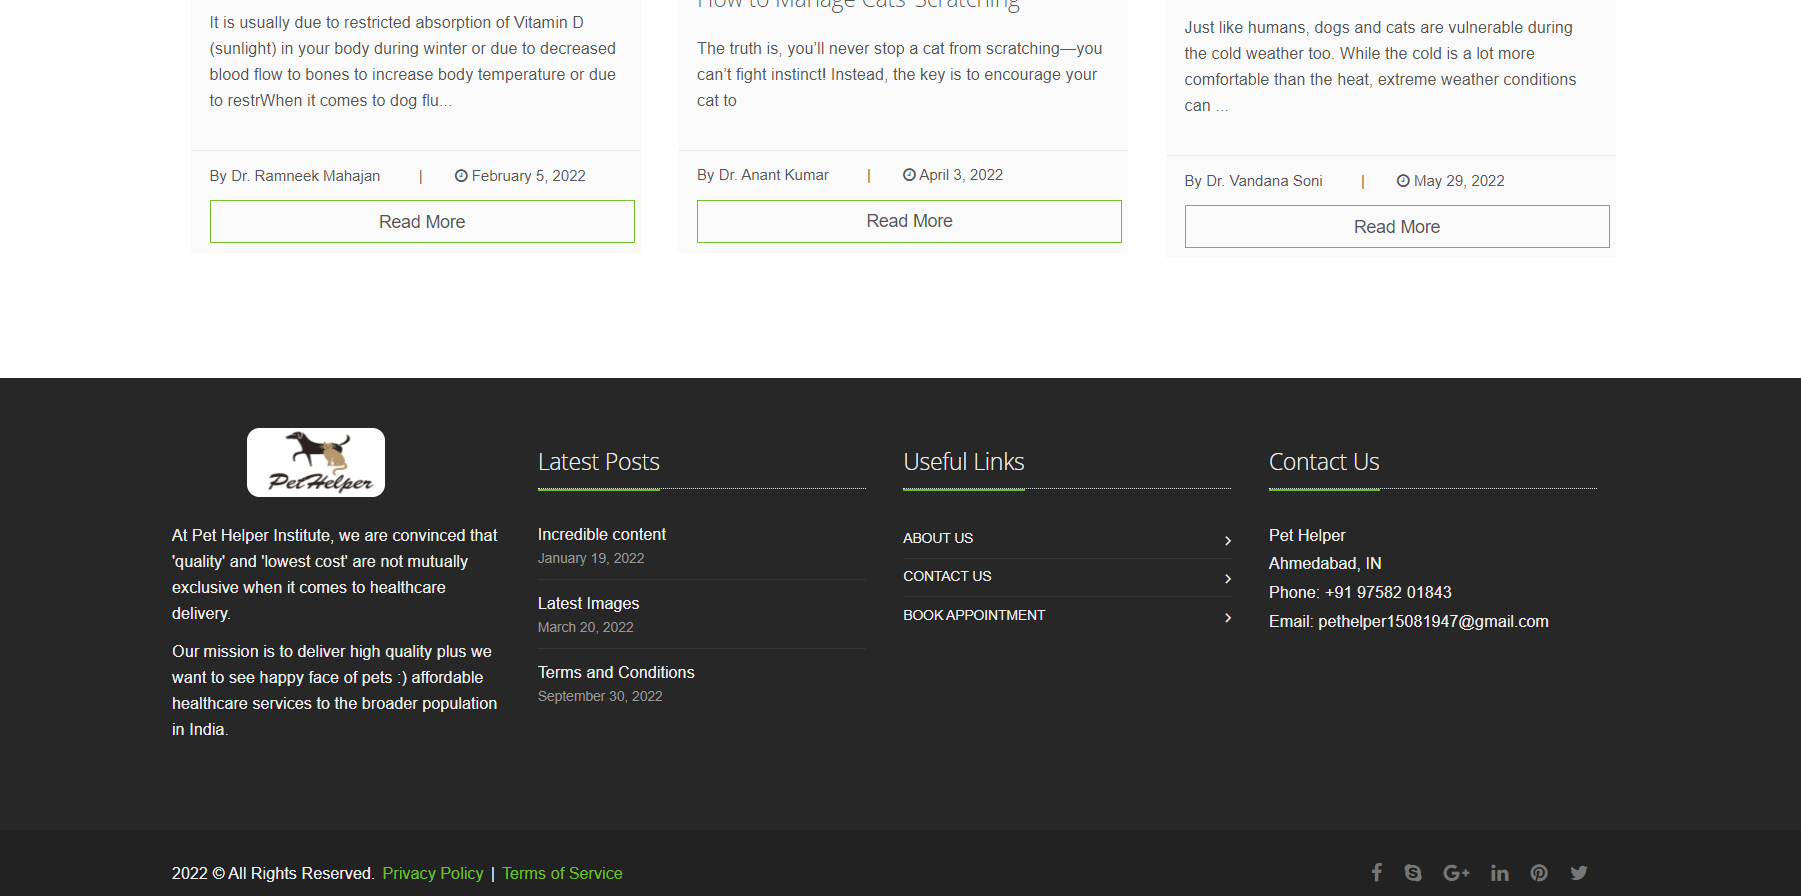 It is usually due to restricted absorption of Vitamin D
(sunlight) in your body during winter or due to decreased
blood flow to bones to increase body temperature or due
to restrWhen it comes to dog flu...
By Dr. Ramneek Mahajan | February 5, 2022
Read More
How to Manage Cats' Scratching
The truth is, you’ll never stop a cat from scratching—you
can’t fight instinct! Instead, the key is to encourage your
cat to
By Dr. Anant Kumar | April 3, 2022
Read More
Just like humans, dogs and cats are vulnerable during
the cold weather too. While the cold is a lot more
comfortable than the heat, extreme weather conditions
can ...
By Dr. Vandana Soni | May 29, 2022
Read More
PetHelper
At Pet Helper Institute, we are convinced that
'quality' and 'lowest cost' are not mutually
exclusive when it comes to healthcare
delivery.
Our mission is to deliver high quality plus we
want to see happy face of pets :) affordable
healthcare services to the broader population
in India.
Latest Posts
Incredible content
January 19, 2022
Latest Images
March 20, 2022
Terms and Conditions
September 30, 2022
Useful Links
ABOUT US
CONTACT US
BOOK APPOINTMENT
Contact Us
Pet Helper
Ahmedabad, IN
Phone: +91 97582 01843
Email: pethelper15081947@gmail.com
2022 © All Rights Reserved. Privacy Policy | Terms of Service